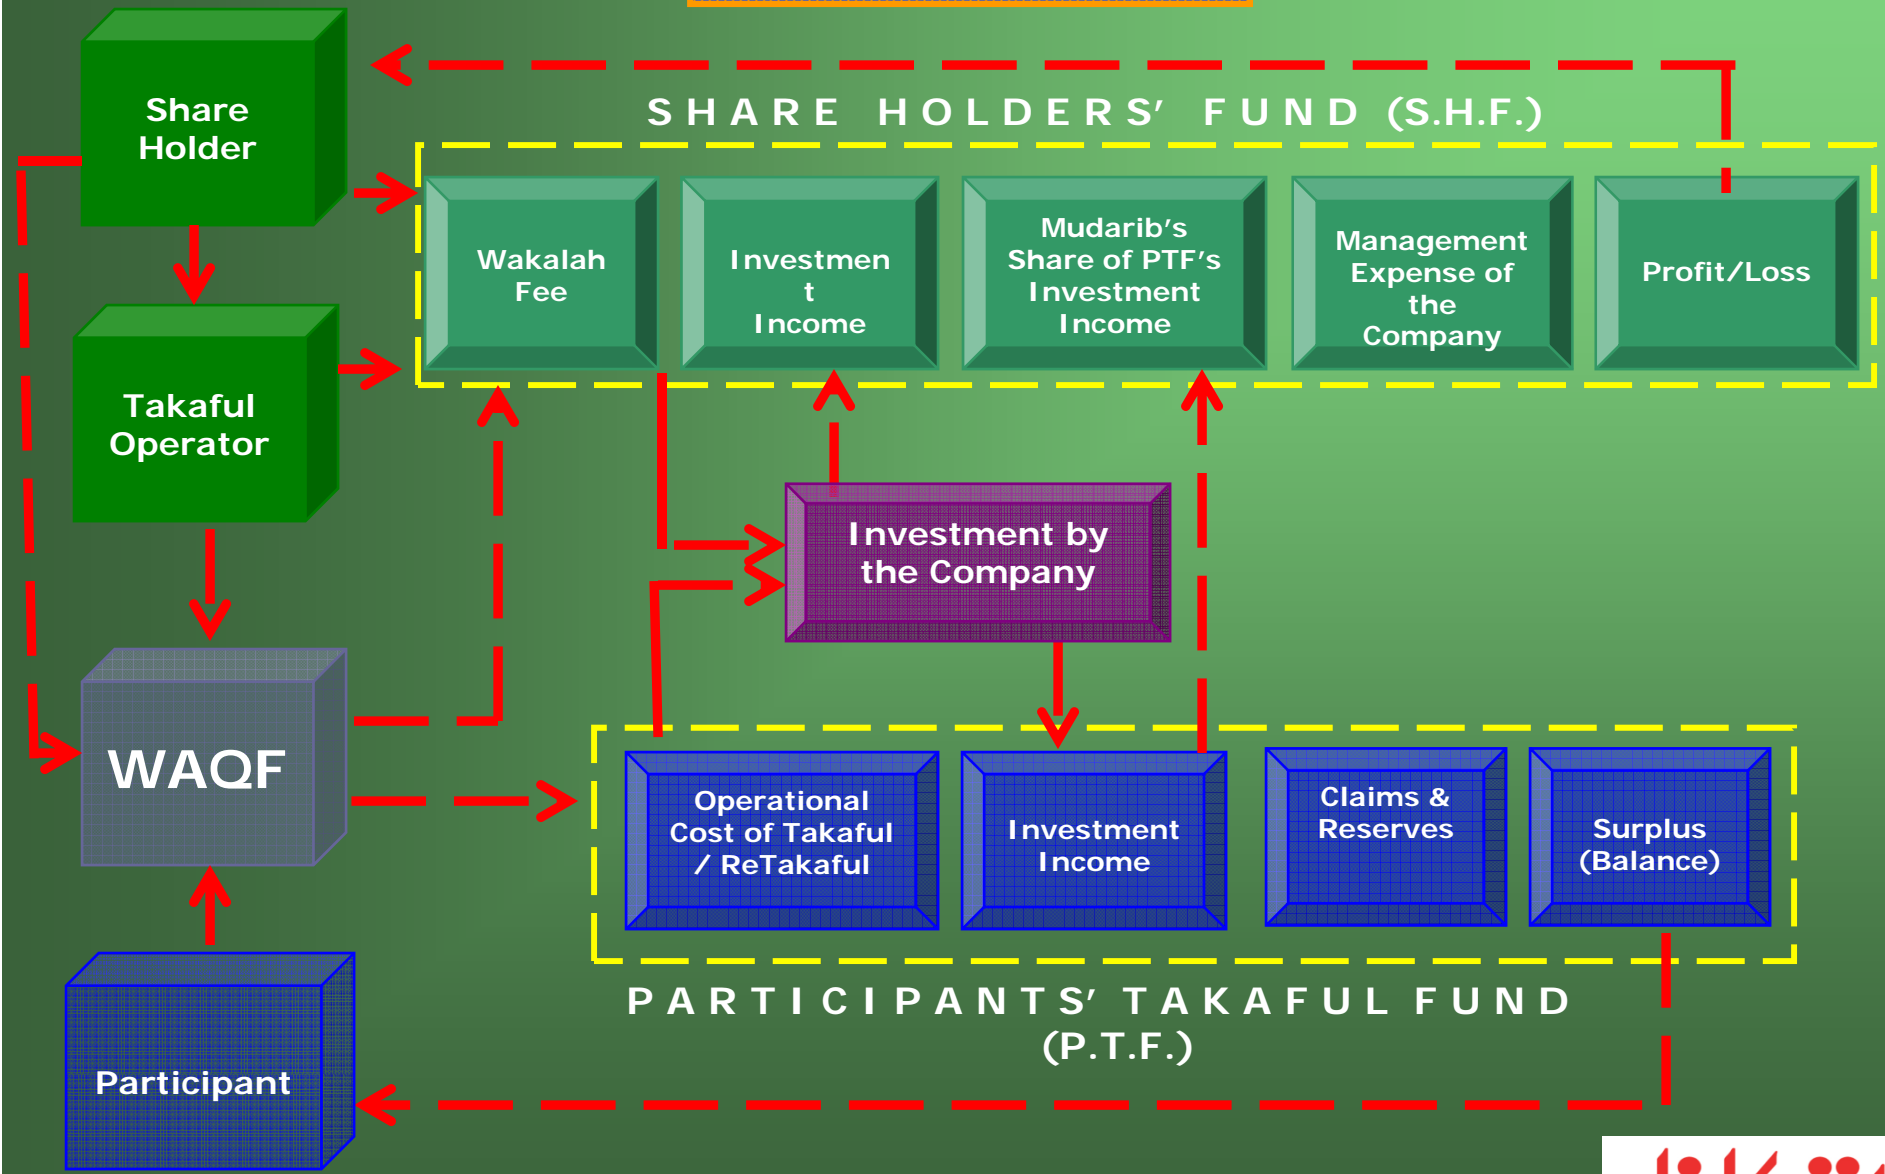 Share
Holder
SHARE HOLDERS' FUND (S.H.F.)
Wakalah
Fee
Investmen
t
Income
Mudarib's
Share of PTF's
Investment
Income
Management
Expense of
the
Company
Profit/Loss
Takaful
Operator
Investment by
the Company
WAQF
Operational
Cost of Takaful
/ ReTakaful
Investment
Income
Claims &
Reserves
Surplus
(Balance)
PARTICIPANTS' TAKAFUL FUND
(P.T.F.)
Participant